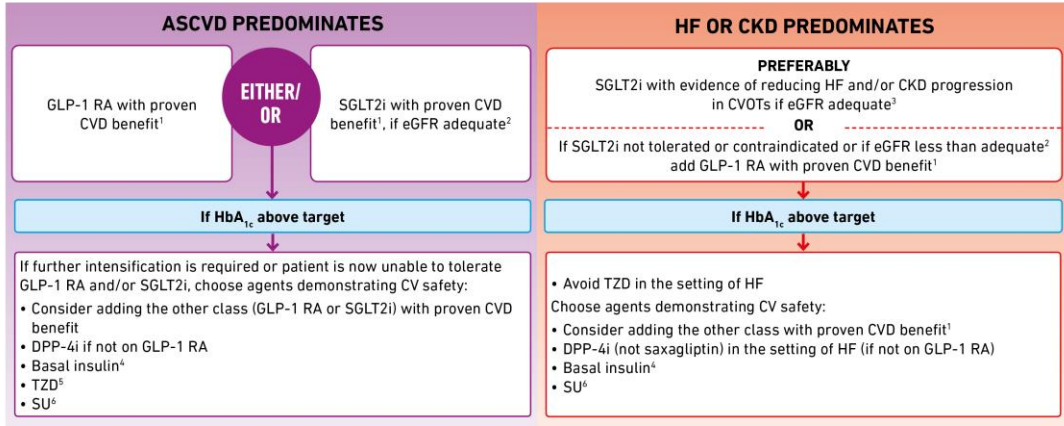 ASCVD PREDOMINATES
GLP-1 RA with proven
CVD benefit¹
EITHER/
OR
SGLT2i with proven CVD
benefit¹, if eGFR adequate²
If HbA₁c above target
If further intensification is required or patient is now unable to tolerate
GLP-1 RA and/or SGLT2i, choose agents demonstrating CV safety:
• Consider adding the other class (GLP-1 RA or SGLT2i) with proven CVD
benefit
• DPP-4i if not on GLP-1 RA
• Basal insulin⁴
• TZD⁵
• SU⁶
HF OR CKD PREDOMINATES
PREFERABLY
SGLT2i with evidence of reducing HF and/or CKD progression
in CVOTs if eGFR adequate³
OR
If SGLT2i not tolerated or contraindicated or if eGFR less than adequate²
add GLP-1 RA with proven CVD benefit¹
If HbA₁c above target
• Avoid TZD in the setting of HF
Choose agents demonstrating CV safety:
• Consider adding the other class with proven CVD benefit¹
• DPP-4i (not saxagliptin) in the setting of HF (if not on GLP-1 RA)
• Basal insulin⁴
• SU⁶